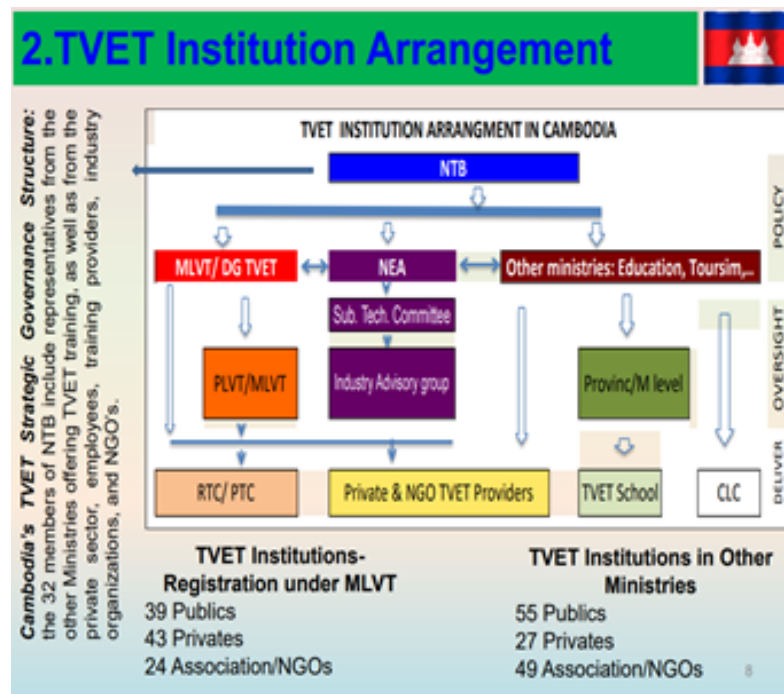 2.TVET Institution Arrangement
Cambodia's TVET Strategic Governance Structure:
the 32 members of NTB include representatives from the
other Ministries offering TVET training, as well as from the
private sector, employees, training providers, industry
organizations, and NGO's.
TVET INSTITUTION ARRANGMENT IN CAMBODIA
NTB
POLICY
MLVT/ DG TVET
NEA
Other ministries: Education, Toursim,...
Sub. Tech. Committee
OVERSIGHT
PLVT/MLVT
Industry Advisory group
Provinc/M level
RTC/ PTC
Private & NGO TVET Providers
TVET School
CLC
DELIVER
TVET Institutions-
Registration under MLVT
39 Publics
43 Privates
24 Association/NGOs
TVET Institutions in Other
Ministries
55 Publics
27 Privates
49 Association/NGOs
8